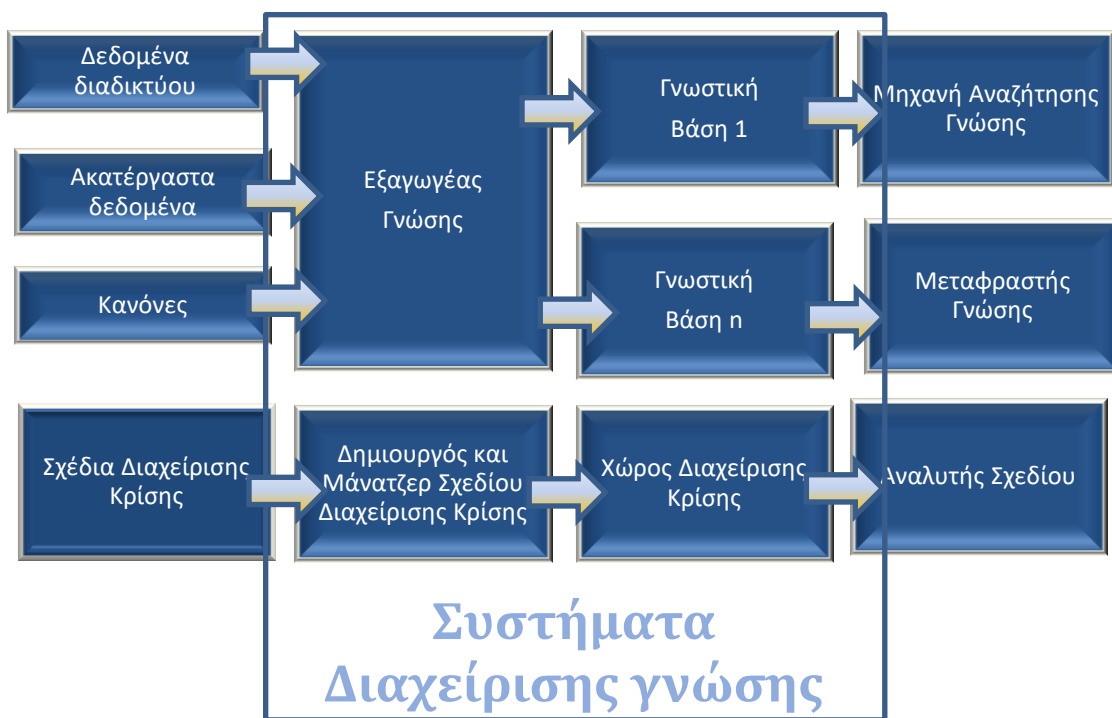 Δεδομένα
διαδικτύου
Ακατέργαστα
δεδομένα
Κανόνες
Εξαγωγέας
Γνώσης
Γνωστική
Βάση 1
Γνωστική
Βάση n
Μηχανή Αναζήτησης
Γνώσης
Μεταφραστής
Γνώσης
Σχέδια Διαχείρισης
Κρίσης
Δημιουργός και
Μάνατζερ Σχεδίου
Διαχείρισης Κρίσης
Χώρος Διαχείρισης
Κρίσης
Αναλυτής Σχεδίου
Συστήματα
Διαχείρισης γνώσης